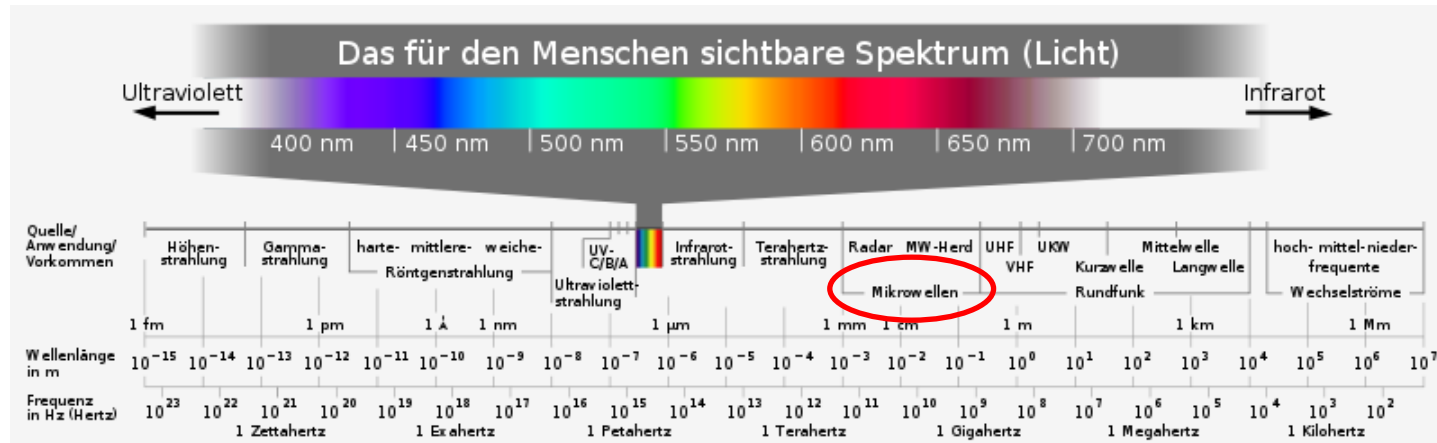 Das für den Menschen sichtbare Spektrum (Licht)
Ultraviolett
Infrarot
400 nm 450 nm 500 nm 550 nm 600 nm 650 nm 700 nm
Quelle/
Anwendung/
Vorkommen
Höhen-
strahlung
Gamma-
strahlung
harte- mittlere- weiche-
Röntgenstrahlung
UV-
C/B/A
Ultraviolett-
strahlung
Infrarot-
strahlung
Terahertz-
strahlung
Radar MW-Herd
Mikrowellen
UHF
VHF
UKW
Kurzwelle
Mittelwelle
Langwelle
Rundfunk
hoch- mittel- nieder-
frequente
Wechselströme
1 fm 1 pm 1 Å 1 nm 1 µm 1 mm 1 cm 1 m 1 km 1 Mm
Wellenlänge
in m
10⁻¹⁵ 10⁻¹⁴ 10⁻¹³ 10⁻¹² 10⁻¹¹ 10⁻¹⁰ 10⁻⁹ 10⁻⁸ 10⁻⁷ 10⁻⁶ 10⁻⁵ 10⁻⁴ 10⁻³ 10⁻² 10⁻¹ 10⁰ 10¹ 10² 10³ 10⁴ 10⁵ 10⁶ 10⁷
Frequenz
in Hz (Hertz)
10²³ 10²² 10²¹ 10²⁰ 10¹⁹ 10¹⁸ 10¹⁷ 10¹⁶ 10¹⁵ 10¹⁴ 10¹³ 10¹² 10¹¹ 10¹⁰ 10⁹ 10⁸ 10⁷ 10⁶ 10⁵ 10⁴ 10³ 10²
1 Zettahertz 1 Exahertz 1 Petahertz 1 Terahertz 1 Gigahertz 1 Megahertz 1 Kilohertz